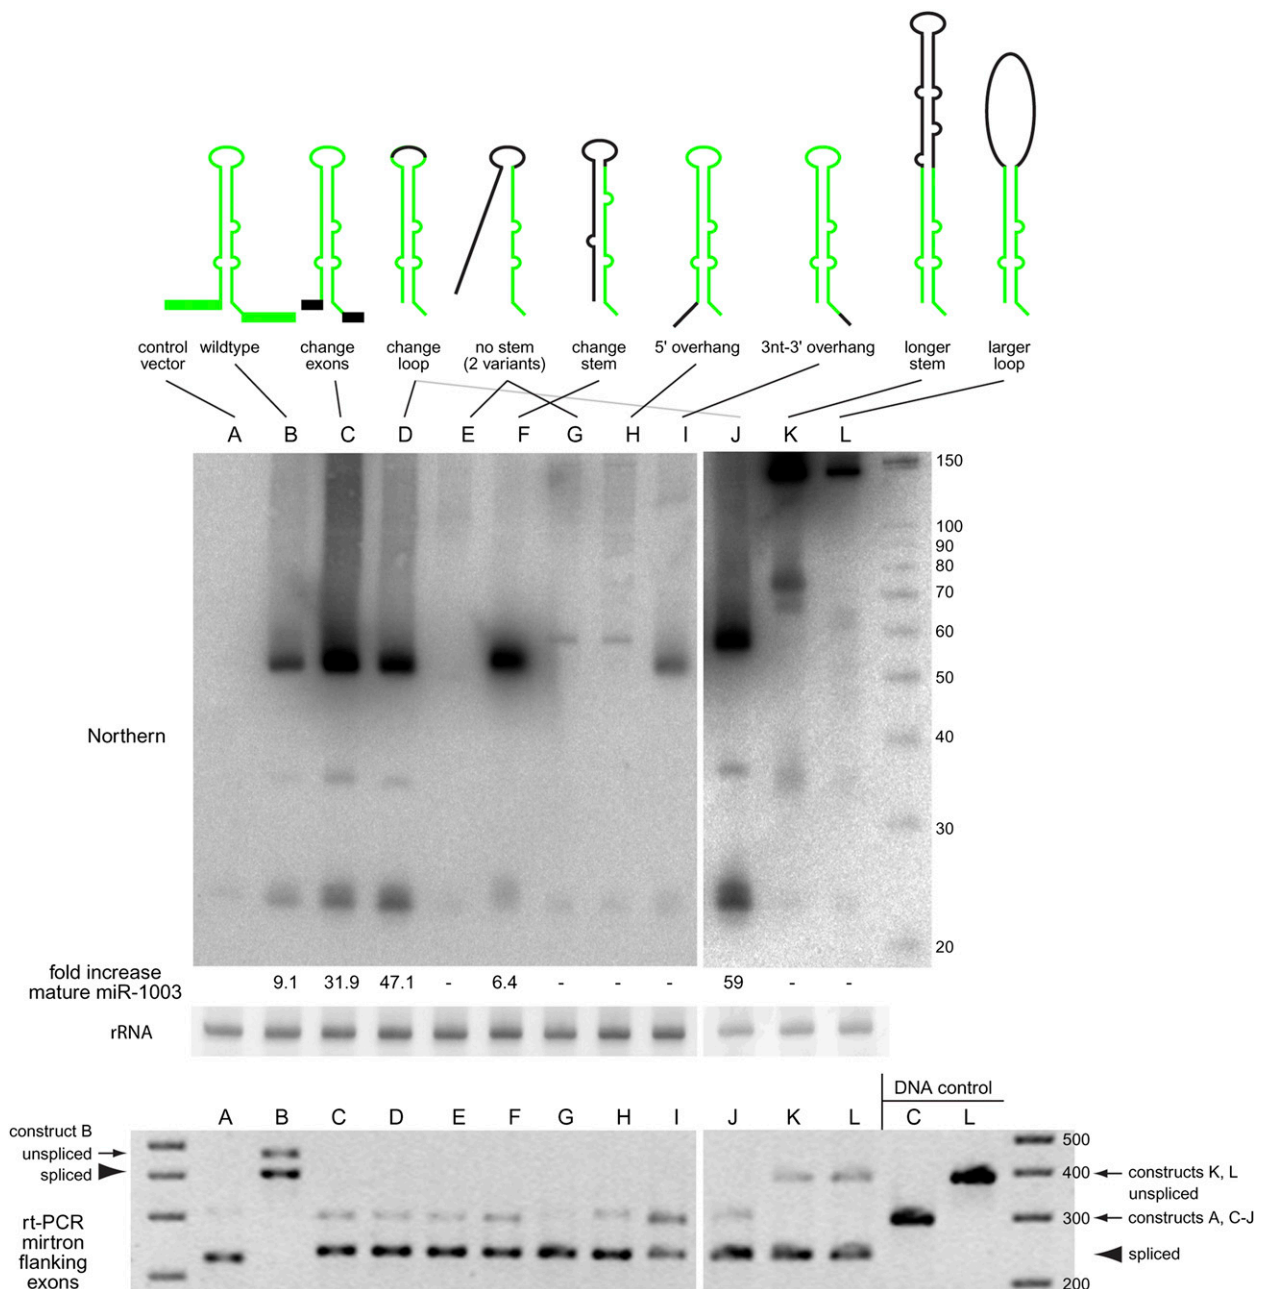 control
vector
wildtype
change
exons
change
loop
no stem
(2 variants)
change
stem
5' overhang
3nt-3' overhang
longer
stem
larger
loop
A B C D E F G H I J K L
150
100
90
80
70
60
50
40
30
20
Northern
fold increase
mature miR-1003
9.1 31.9 47.1 - 6.4 - - - 59 - -
rRNA
DNA control
A B C D E F G H I J K L C L
construct B
unspliced
spliced
rt-PCR
mirtron
flanking
exons
500
400
300
200
constructs K, L
unspliced
constructs A, C-J
spliced